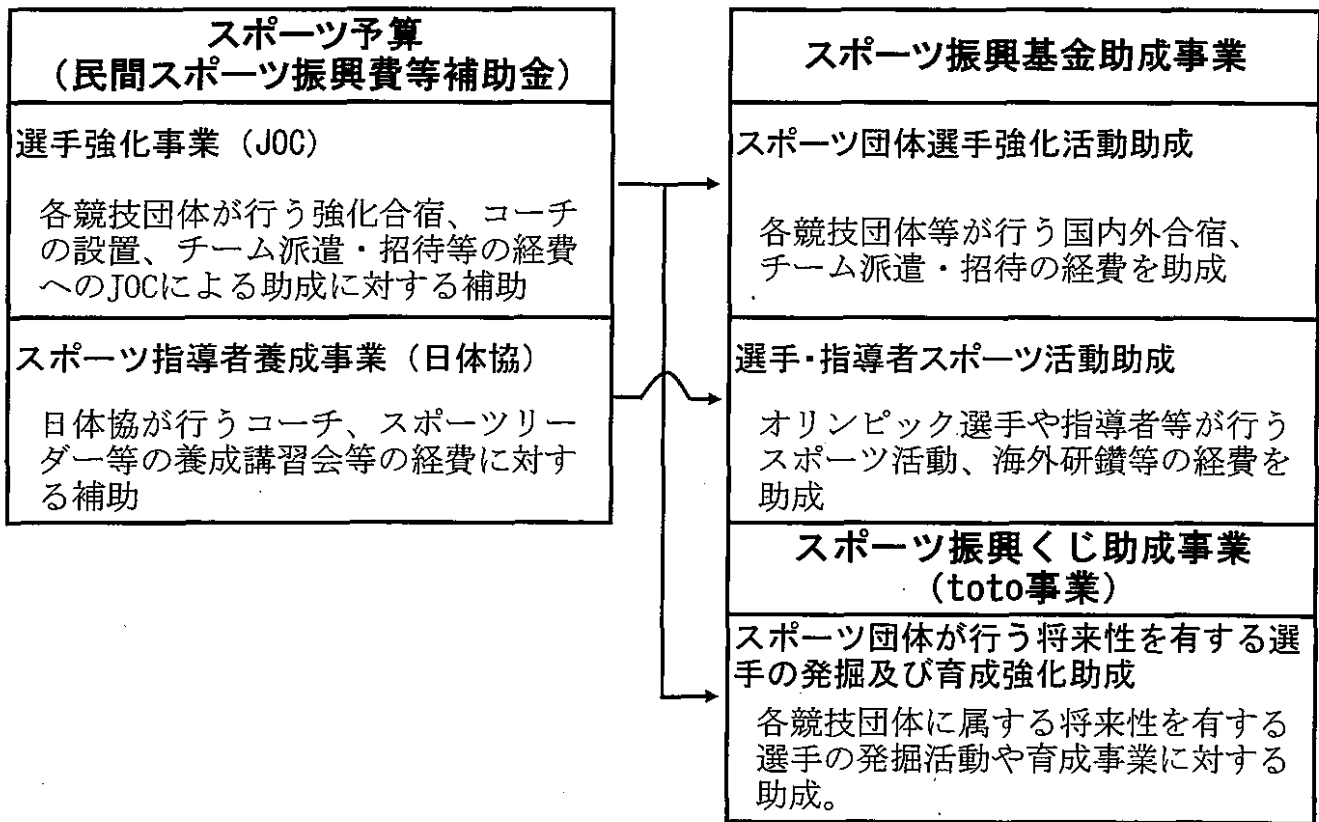 スポーツ予算
（民間スポーツ振興費等補助金）
選手強化事業（JOC）
各競技団体が行う強化合宿、コーチ
の設置、チーム派遣・招待等の経費
へのJOCによる助成に対する補助
スポーツ指導者養成事業（日体協）
日体協が行うコーチ、スポーツリー
ダー等の養成講習会等の経費に対す
る補助
スポーツ振興基金助成事業
スポーツ団体選手強化活動助成
各競技団体等が行う国内外合宿、
チーム派遣・招待の経費を助成
選手・指導者スポーツ活動助成
オリンピック選手や指導者等が行う
スポーツ活動、海外研鑽等の経費を
助成
スポーツ振興くじ助成事業
（toto事業）
スポーツ団体が行う将来性を有する選
手の発掘及び育成強化助成
各競技団体に属する将来性を有する
選手の発掘活動や育成事業に対する
助成。